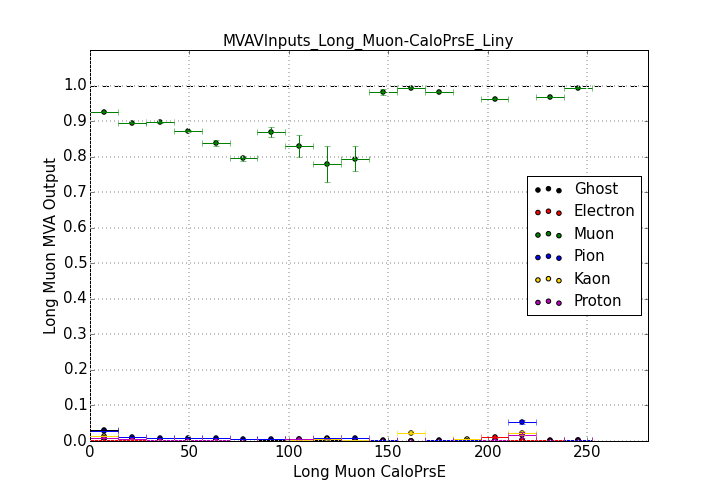 MVAVInputs_Long_Muon-CaloPrsE_Liny
Long Muon MVA Output
1.0
0.9
0.8
0.7
0.6
0.5
0.4
0.3
0.2
0.1
0.0
Ghost
Electron
Muon
Pion
Kaon
Proton
0 50 100 150 200 250
Long Muon CaloPrsE